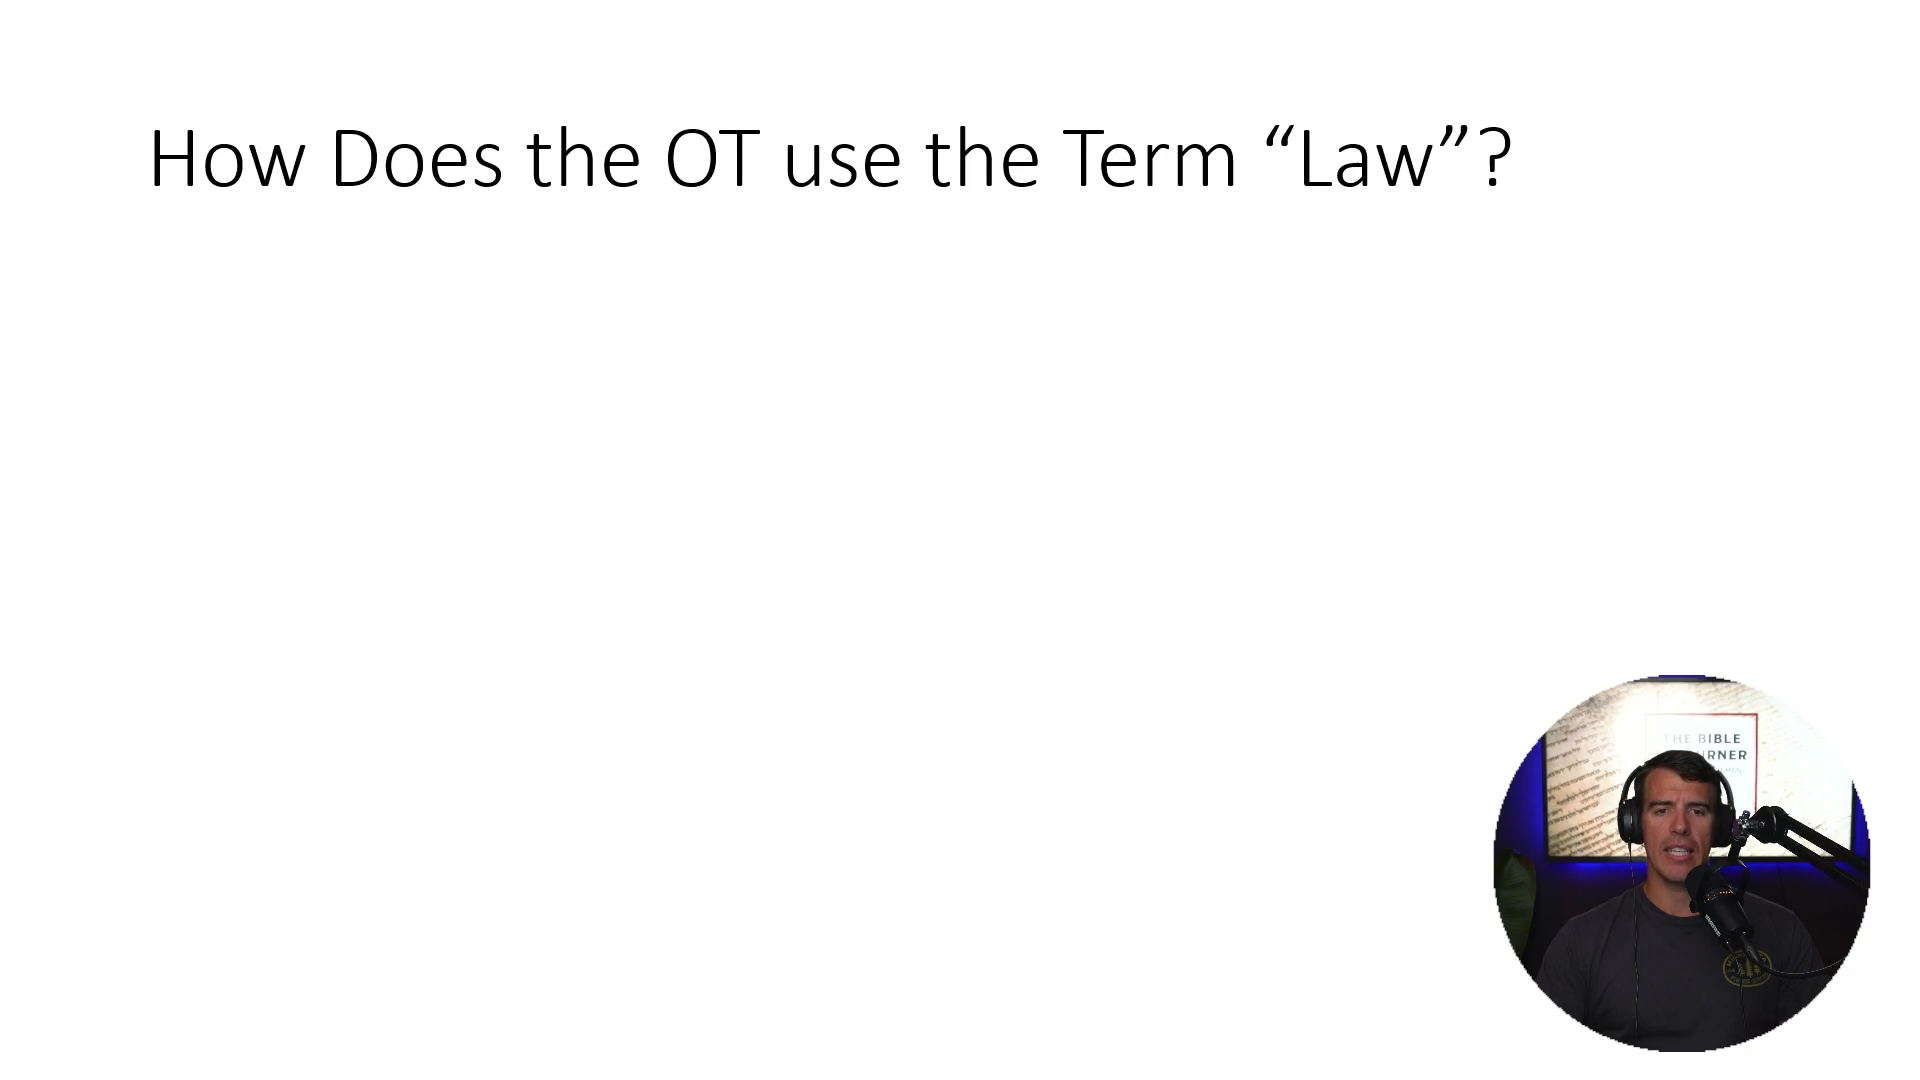 How Does the OT use the Term “Law”?
THE BIBLE